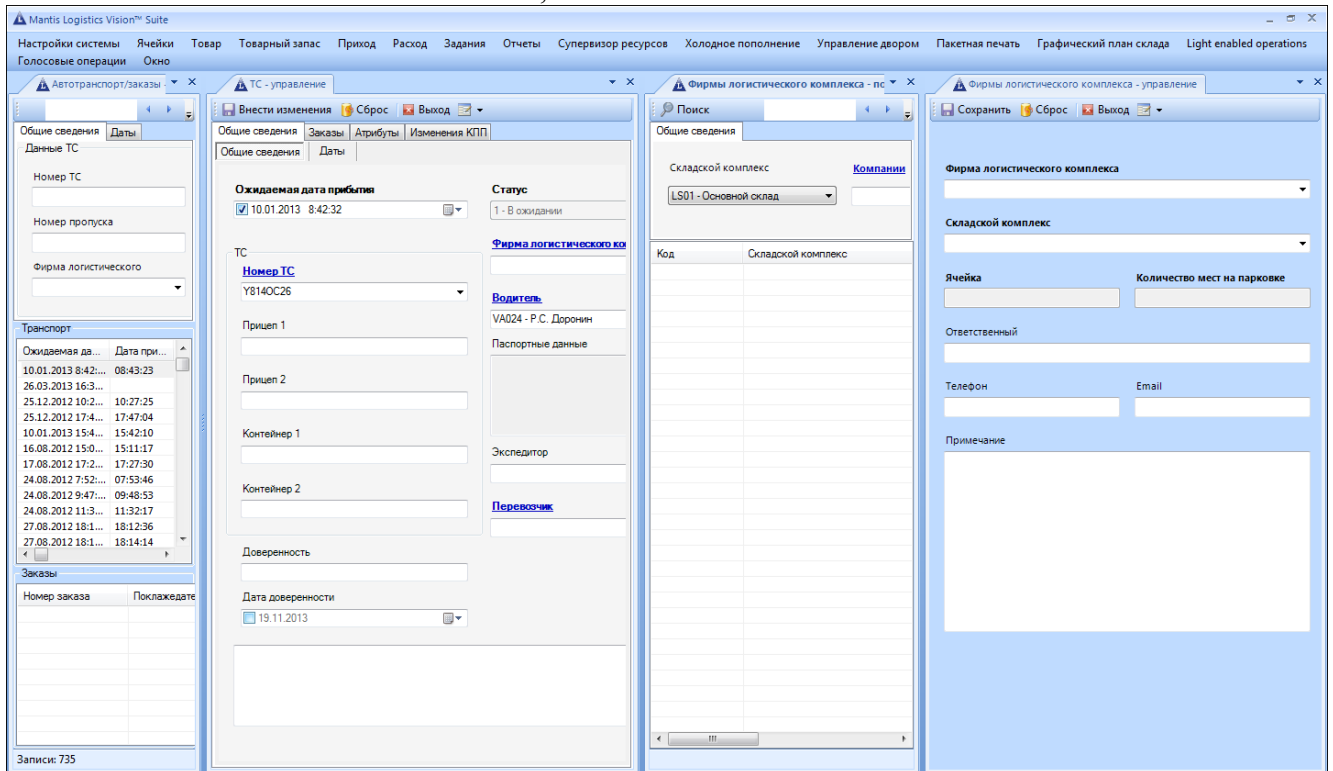 Mantis Logistics Vision™ Suite
Настройки системы Ячейки Товар Товарный запас Приход Расход Задания Отчеты Супервизор ресурсов Холодное пополнение Управление двором Пакетная печать Графический план склада Light enabled operations
Голосовые операции Окно
Автотранспорт/заказы -
Общие сведения Даты
Данные ТС
Номер ТС
Номер пропуска
Фирма логистического
Транспорт
Ожидаемая да... Дата при...
10.01.2013 8:42:... 08:43:23
26.03.2013 16:3...
25.12.2012 10:2... 10:27:25
25.12.2012 17:4... 17:47:04
10.01.2013 15:4... 15:42:10
16.08.2012 15:0... 15:11:17
17.08.2012 17:2... 17:27:30
24.08.2012 7:52:... 07:53:46
24.08.2012 9:47:... 09:48:53
24.08.2012 11:3... 11:32:17
27.08.2012 18:1... 18:12:36
27.08.2012 18:1... 18:14:14
Заказы
Номер заказа Поклажедате
Записи: 735
ТС - управление
Внести изменения Сброс Выход
Общие сведения Заказы Атрибуты Изменения КПП
Общие сведения Даты
Ожидаемая дата прибытия
10.01.2013 8:42:32
ТС
Номер ТС
Y814OC26
Прицеп 1
Прицеп 2
Контейнер 1
Контейнер 2
Доверенность
Дата доверенности
19.11.2013
Статус
1 - В ожидании
Фирма логистического ко
Водитель
VA024 - Р.С. Доронин
Паспортные данные
Экспедитор
Перевозчик
Фирмы логистического комплекса - по
Поиск
Общие сведения
Складской комплекс Компании
LS01 - Основной склад
Код Складской комплекс
Фирмы логистического комплекса - управление
Сохранить Сброс Выход
Фирма логистического комплекса
Складской комплекс
Ячейка Количество мест на парковке
Ответственный
Телефон Email
Примечание